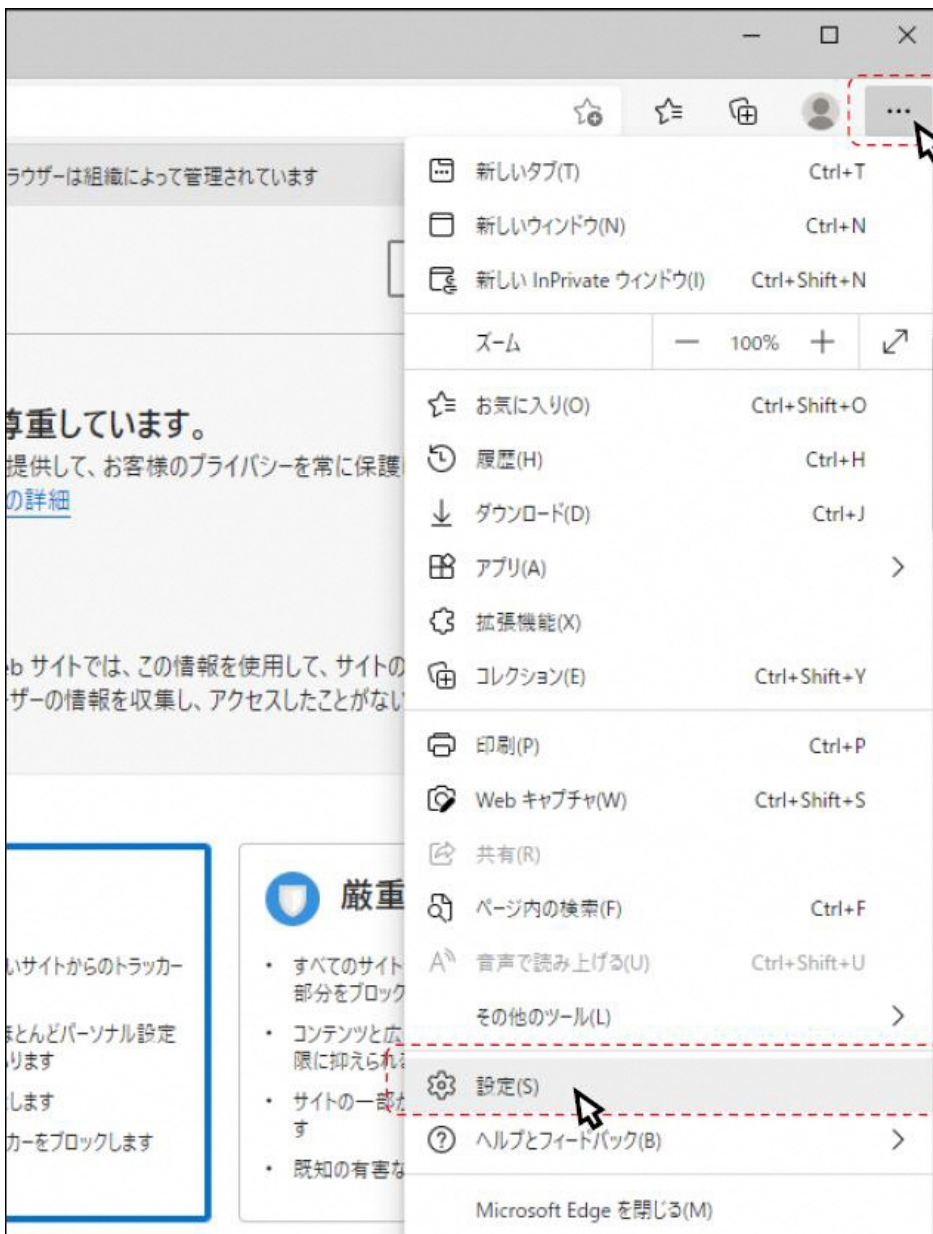 ラウザーは組織によって管理されています
尊重しています。
提供して、お客様のプライバシーを常に保護
の詳細
eb サイトでは、この情報を使用して、サイトの
ーザーの情報を収集し、アクセスしたことがない
いサイトからのトラッカー
ほとんどパーソナル設定
ります
します
カーをブロックします
厳重
• すべてのサイト
部分をブロック
• コンテンツと広
限に抑えられ
• サイトの一部が
す
• 既知の有害な
新しいタブ(T) Ctrl+T
新しいウィンドウ(N) Ctrl+N
新しい InPrivate ウィンドウ(I) Ctrl+Shift+N
ズーム — 100% +
お気に入り(O) Ctrl+Shift+O
履歴(H) Ctrl+H
ダウンロード(D) Ctrl+J
アプリ(A)
拡張機能(X)
コレクション(E) Ctrl+Shift+Y
印刷(P) Ctrl+P
Web キャプチャ(W) Ctrl+Shift+S
共有(R)
ページ内の検索(F) Ctrl+F
音声で読み上げる(U) Ctrl+Shift+U
その他のツール(L)
設定(S)
ヘルプとフィードバック(B)
Microsoft Edge を閉じる(M)